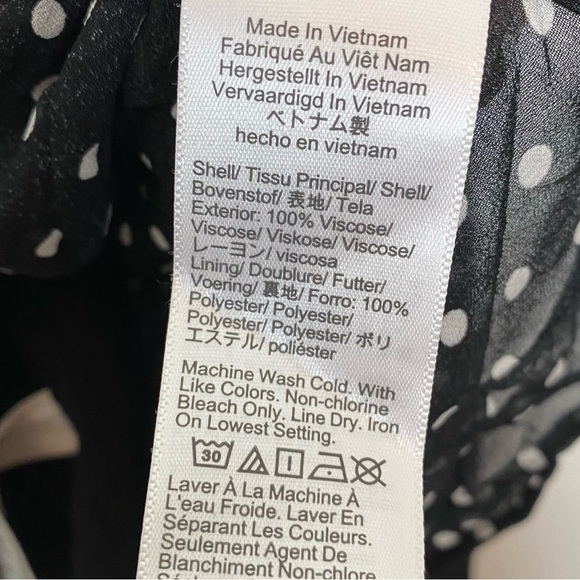 Made In Vietnam
Fabriqué Au Viêt Nam
Hergestellt In Vietnam
Vervaardigd In Vietnam
ベトナム製
hecho en vietnam
Shell/ Tissu Principal/ Shell/
Bovenstof/ 表地/ Tela
Exterior: 100% Viscose/
Viscose/ Viskose/ Viscose/
レーヨン/ viscosa
Lining/ Doublure/ Futter/
Voering/ 裏地/ Forro: 100%
Polyester/ Polyester/
Polyester/ Polyester/ ポリ
エステル/ poliéster
Machine Wash Cold. With
Like Colors. Non-chlorine
Bleach Only. Line Dry. Iron
On Lowest Setting.
30
Laver À La Machine À
L'eau Froide. Laver En
Séparant Les Couleurs.
Seulement Agent De
Blanchiment Non-chlorine